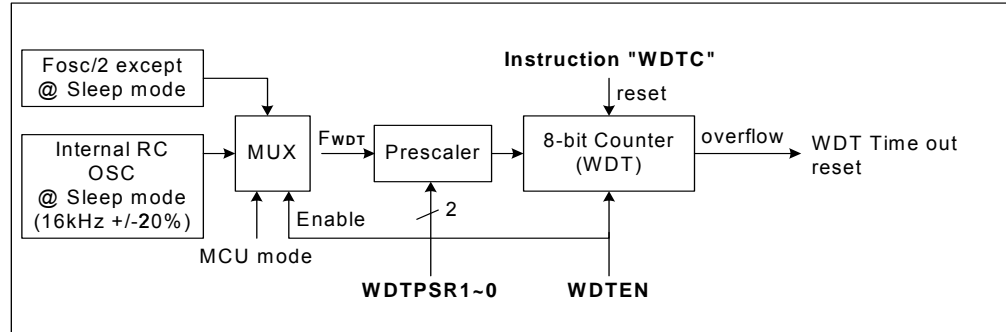 Fosc/2 except
@ Sleep mode
Internal RC
OSC
@ Sleep mode
(16kHz +/-20%)
MUX
MCU mode
Enable
FWDT
Prescaler
2
WDTPSR1~0
Instruction "WDTC"
reset
8-bit Counter
(WDT)
WDTEN
overflow
WDT Time out
reset